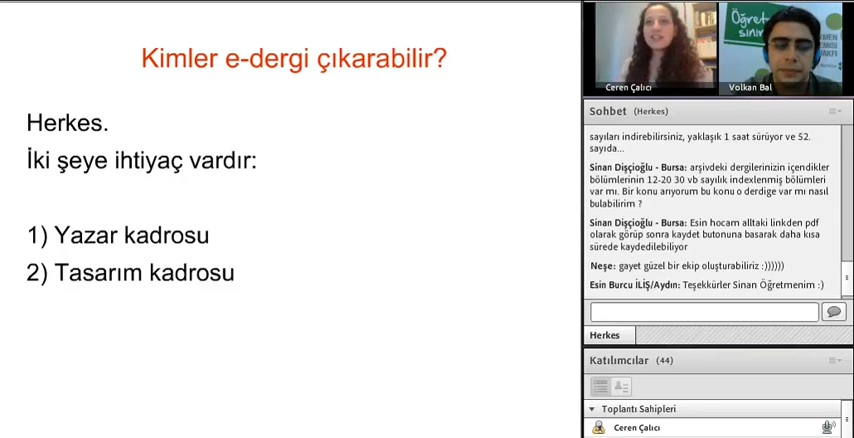 Kimler e-dergi çıkarabilir?
Herkes.
İki şeye ihtiyaç vardır:
1) Yazar kadrosu
2) Tasarım kadrosu
Öğret
sınır
Ceren Çalıcı
Volkan Bal
Sohbet (Herkes)
sayıları indirebilirsiniz, yaklaşık 1 saat sürüyor ve 52.
sayıda...
Sinan Dişçioğlu - Bursa: arşivdeki dergilerinizin içendikler
bölümlerinin 12-20 30 vb sayılık indexlenmiş bölümleri
var mı. Bir konu arıyorum bu konu o derdige var mı nasıl
bulabilirim ?
Sinan Dişçioğlu - Bursa: Esin hocam alltaki linkden pdf
olarak görüp sonra kaydet butonuna basarak daha kısa
sürede kaydedilebiliyor
Neşe: gayet güzel bir ekip oluşturabiliriz :))))))
Esin Burcu İLİŞ/Aydın: Teşekkürler Sinan Öğretmenim :)
Herkes
Katılımcılar (44)
Toplantı Sahipleri
Ceren Çalıcı